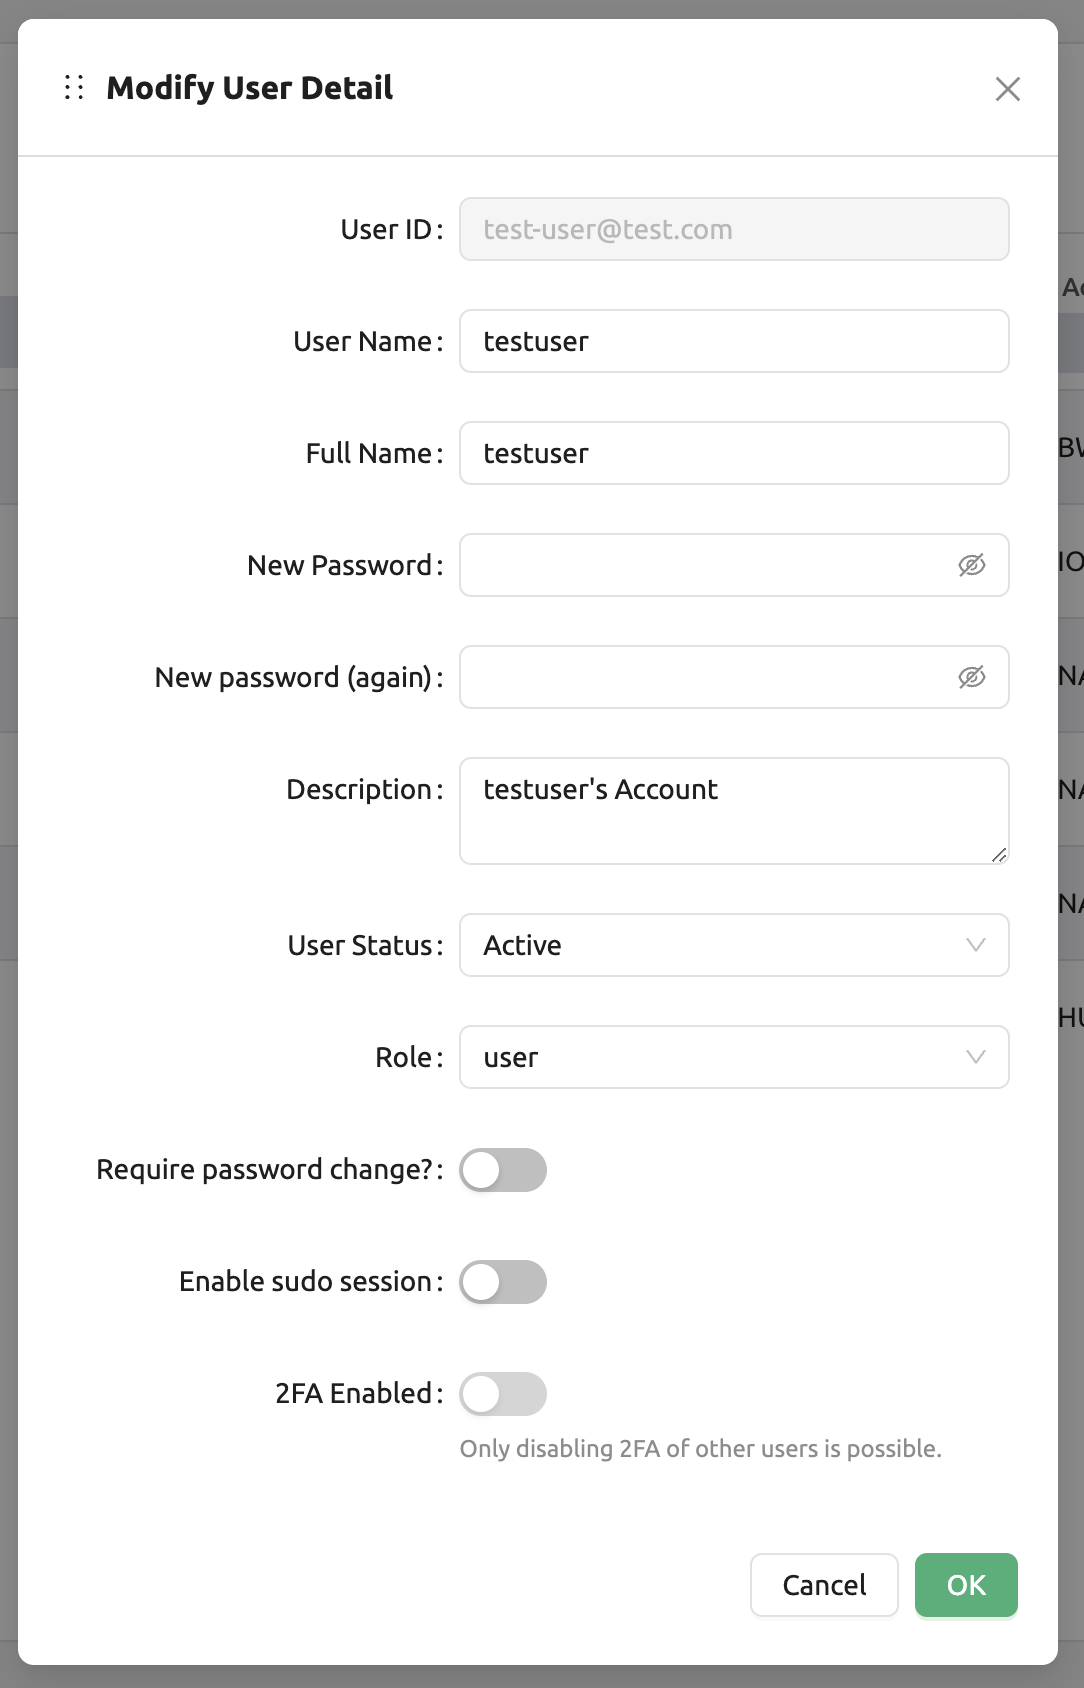 Modify User Detail
User ID: test-user@test.com
Ac
User Name: testuser
Full Name: testuser
BW
New Password:
IO
New password (again):
NA
Description: testuser's Account
NA
User Status: Active
NA
HU
Role: user
Require password change?:
Enable sudo session:
2FA Enabled:
Only disabling 2FA of other users is possible.
Cancel OK